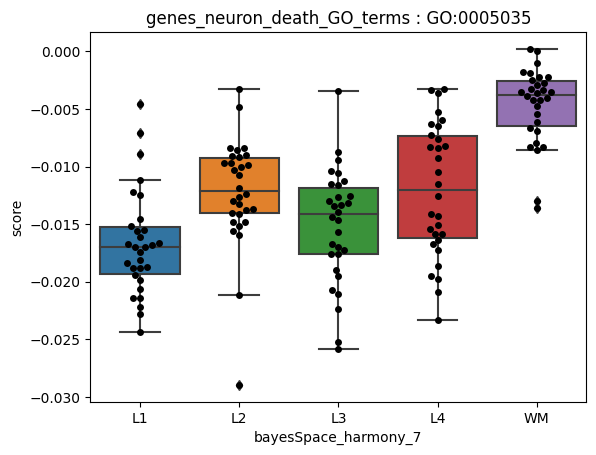 genes_neuron_death_GO_terms : GO:0005035
0.000
−0.005
−0.010
−0.015
−0.020
−0.025
−0.030
score
L1 L2 L3 L4 WM
bayesSpace_harmony_7